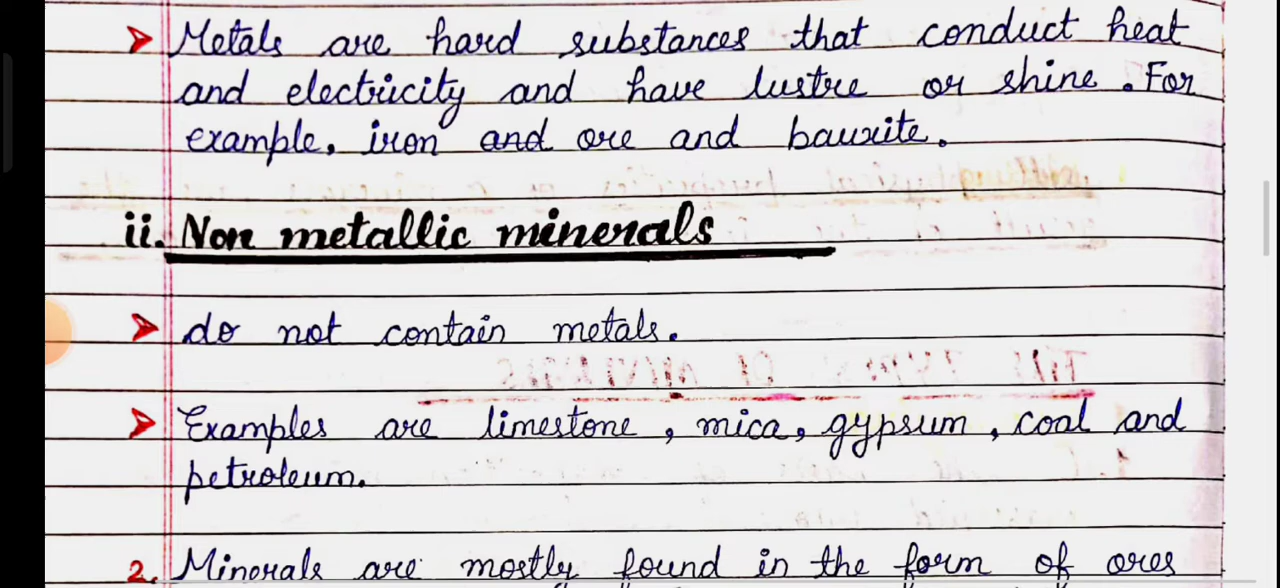 ➤ Metals are hard substances that conduct heat
and electricity and have lustre or shine. For
example, iron and ore and bauxite.
ii. Non metallic minerals
➤ do not contain metals.
➤ Examples are limestone, mica, gypsum, coal and
petroleum.
2. Minerals are mostly found in the form of ores